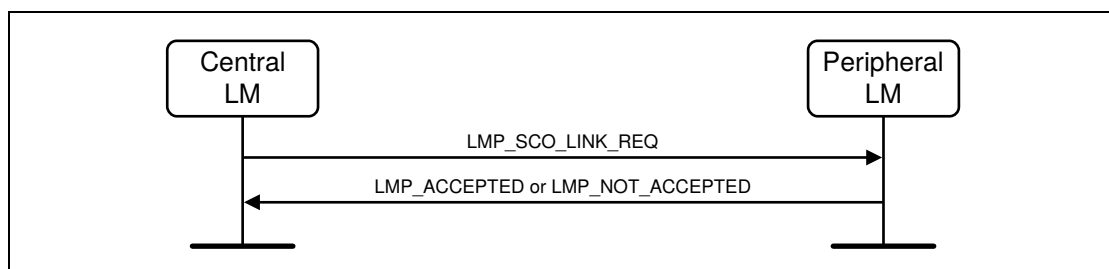 Central
LM
Peripheral
LM
LMP_SCO_LINK_REQ
LMP_ACCEPTED or LMP_NOT_ACCEPTED